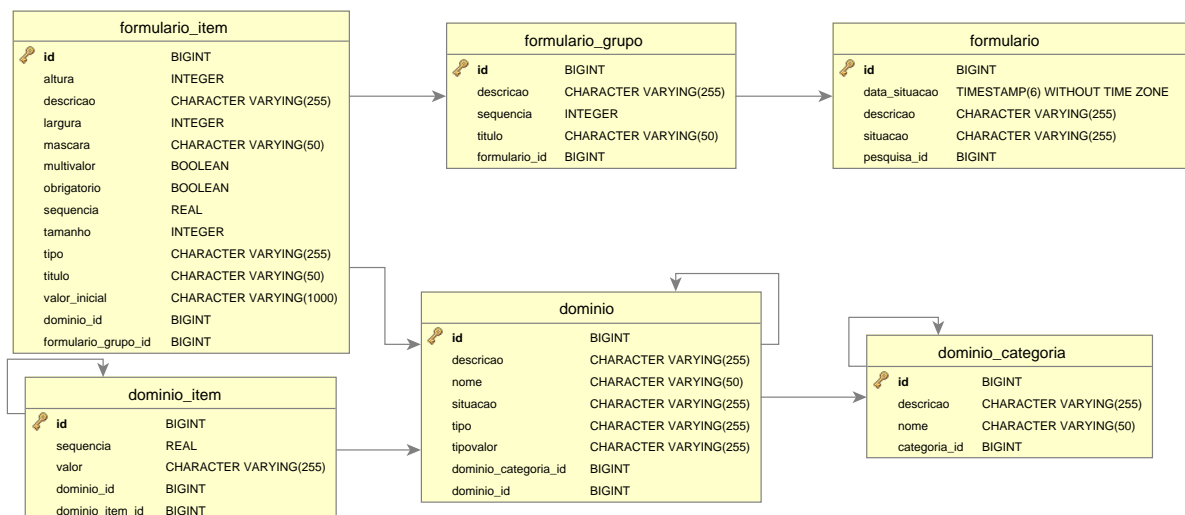 formulario_item
id BIGINT
altura INTEGER
descricao CHARACTER VARYING(255)
largura INTEGER
mascara CHARACTER VARYING(50)
multivalor BOOLEAN
obrigatorio BOOLEAN
sequencia REAL
tamanho INTEGER
tipo CHARACTER VARYING(255)
titulo CHARACTER VARYING(50)
valor_inicial CHARACTER VARYING(1000)
dominio_id BIGINT
formulario_grupo_id BIGINT
formulario_grupo
id BIGINT
descricao CHARACTER VARYING(255)
sequencia INTEGER
titulo CHARACTER VARYING(50)
formulario_id BIGINT
formulario
id BIGINT
data_situacao TIMESTAMP(6) WITHOUT TIME ZONE
descricao CHARACTER VARYING(255)
situacao CHARACTER VARYING(255)
pesquisa_id BIGINT
dominio_item
id BIGINT
sequencia REAL
valor CHARACTER VARYING(255)
dominio_id BIGINT
dominio_item_id BIGINT
dominio
id BIGINT
descricao CHARACTER VARYING(255)
nome CHARACTER VARYING(50)
situacao CHARACTER VARYING(255)
tipo CHARACTER VARYING(255)
tipovalor CHARACTER VARYING(255)
dominio_categoria_id BIGINT
dominio_id BIGINT
dominio_categoria
id BIGINT
descricao CHARACTER VARYING(255)
nome CHARACTER VARYING(50)
categoria_id BIGINT